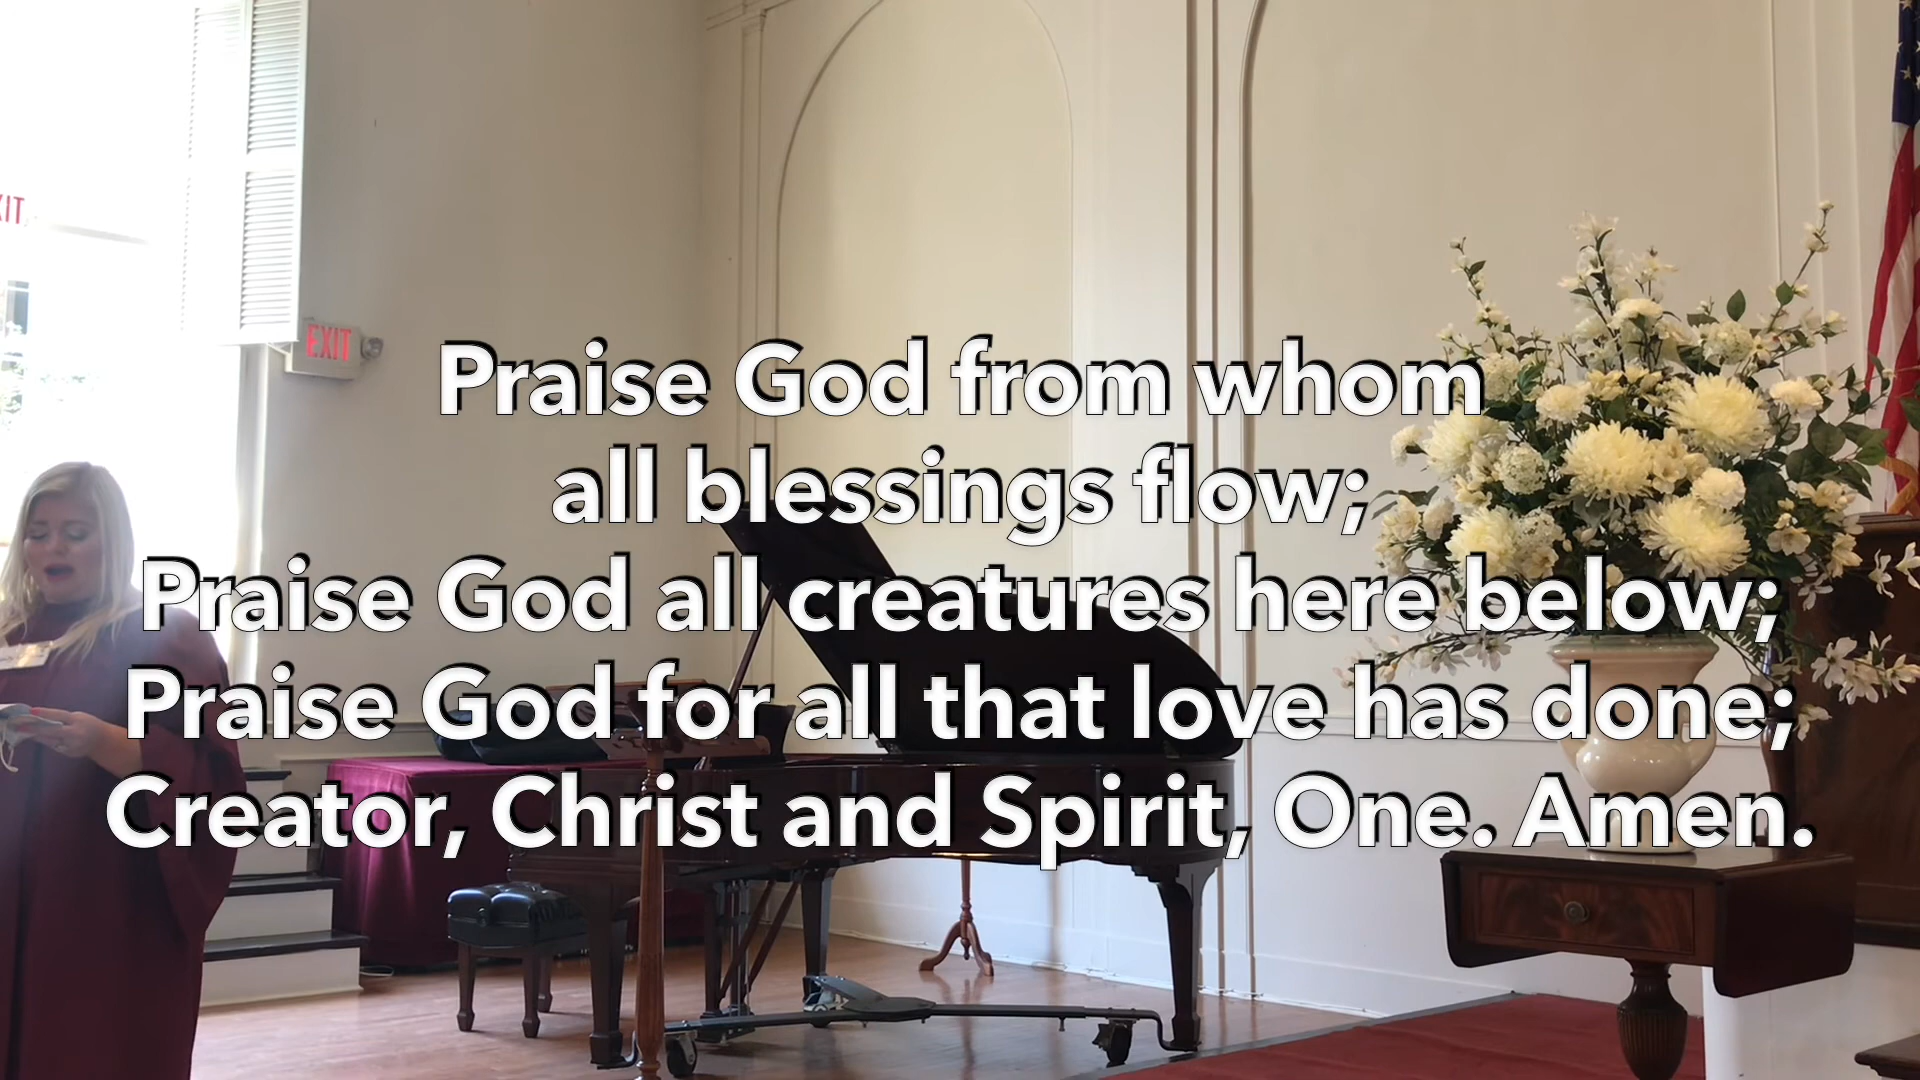 XIT
EXIT
Praise God from whom
all blessings flow;
Praise God all creatures here below;
Praise God for all that love has done;
Creator, Christ and Spirit, One. Amen.